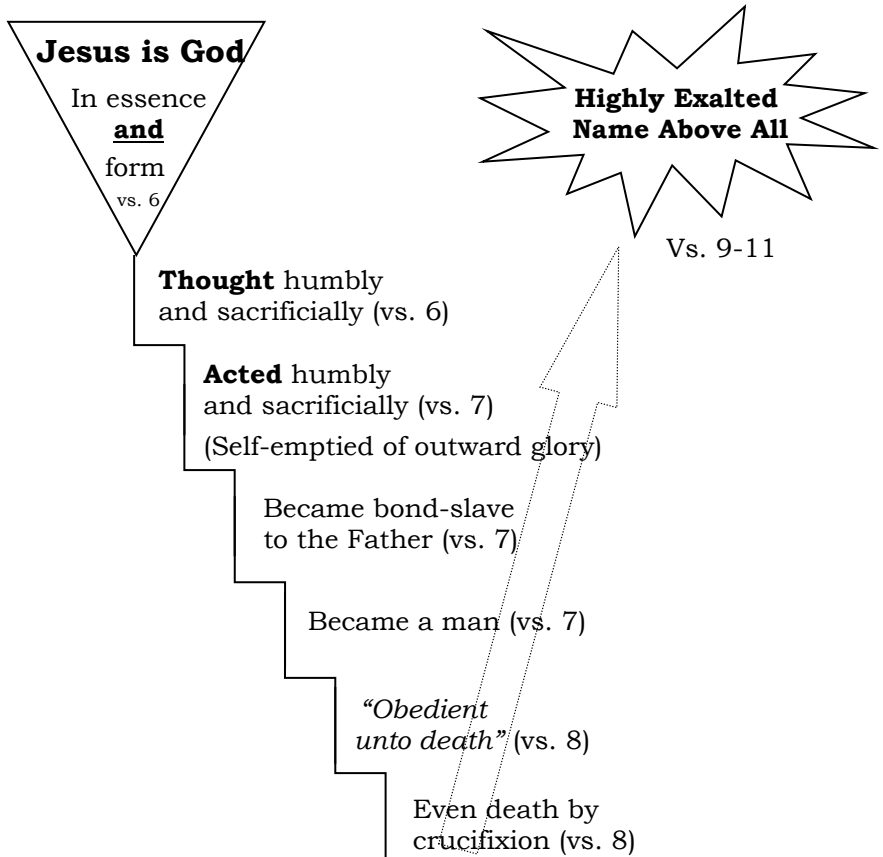 Jesus is God
In essence
and
form
vs. 6
Highly Exalted
Name Above All
Vs. 9-11
Thought humbly
and sacrificially (vs. 6)
Acted humbly
and sacrificially (vs. 7)
(Self-emptied of outward glory)
Became bond-slave
to the Father (vs. 7)
Became a man (vs. 7)
“Obedient
unto death” (vs. 8)
Even death by
crucifixion (vs. 8)